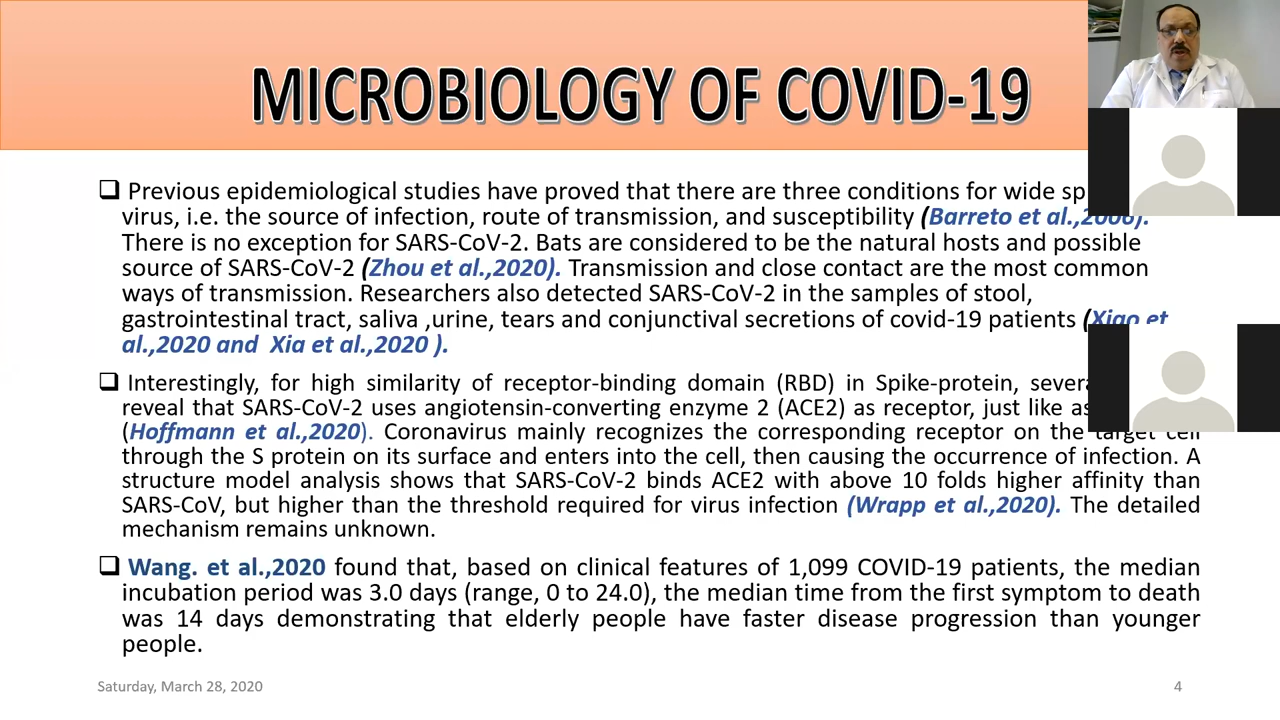 MICROBIOLOGY OF COVID-19
❑ Previous epidemiological studies have proved that there are three conditions for wide
virus, i.e. the source of infection, route of transmission, and susceptibility (Barreto et al.,2006).
There is no exception for SARS-CoV-2. Bats are considered to be the natural hosts and possible
source of SARS-CoV-2 (Zhou et al.,2020). Transmission and close contact are the most common
ways of transmission. Researchers also detected SARS-CoV-2 in the samples of stool,
gastrointestinal tract, saliva ,urine, tears and conjunctival secretions of covid-19 patients (Xiao et
al.,2020 and Xia et al.,2020 ).
❑ Interestingly, for high similarity of receptor-binding domain (RBD) in Spike-protein,
reveal that SARS-CoV-2 uses angiotensin-converting enzyme 2 (ACE2) as receptor, just like
(Hoffmann et al.,2020). Coronavirus mainly recognizes the corresponding receptor on the target cell
through the S protein on its surface and enters into the cell, then causing the occurrence of infection. A
structure model analysis shows that SARS-CoV-2 binds ACE2 with above 10 folds higher affinity than
SARS-CoV, but higher than the threshold required for virus infection (Wrapp et al.,2020). The detailed
mechanism remains unknown.
❑ Wang. et al.,2020 found that, based on clinical features of 1,099 COVID-19 patients, the median
incubation period was 3.0 days (range, 0 to 24.0), the median time from the first symptom to death
was 14 days demonstrating that elderly people have faster disease progression than younger
people.
Saturday, March 28, 2020
4